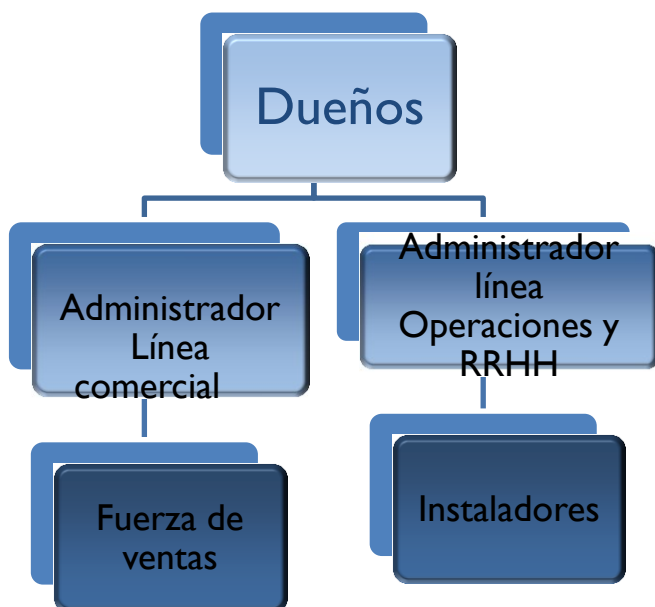 Dueños
Administrador
Línea
comercial
Administrador
línea
Operaciones y
RRHH
Fuerza de
ventas
Instaladores